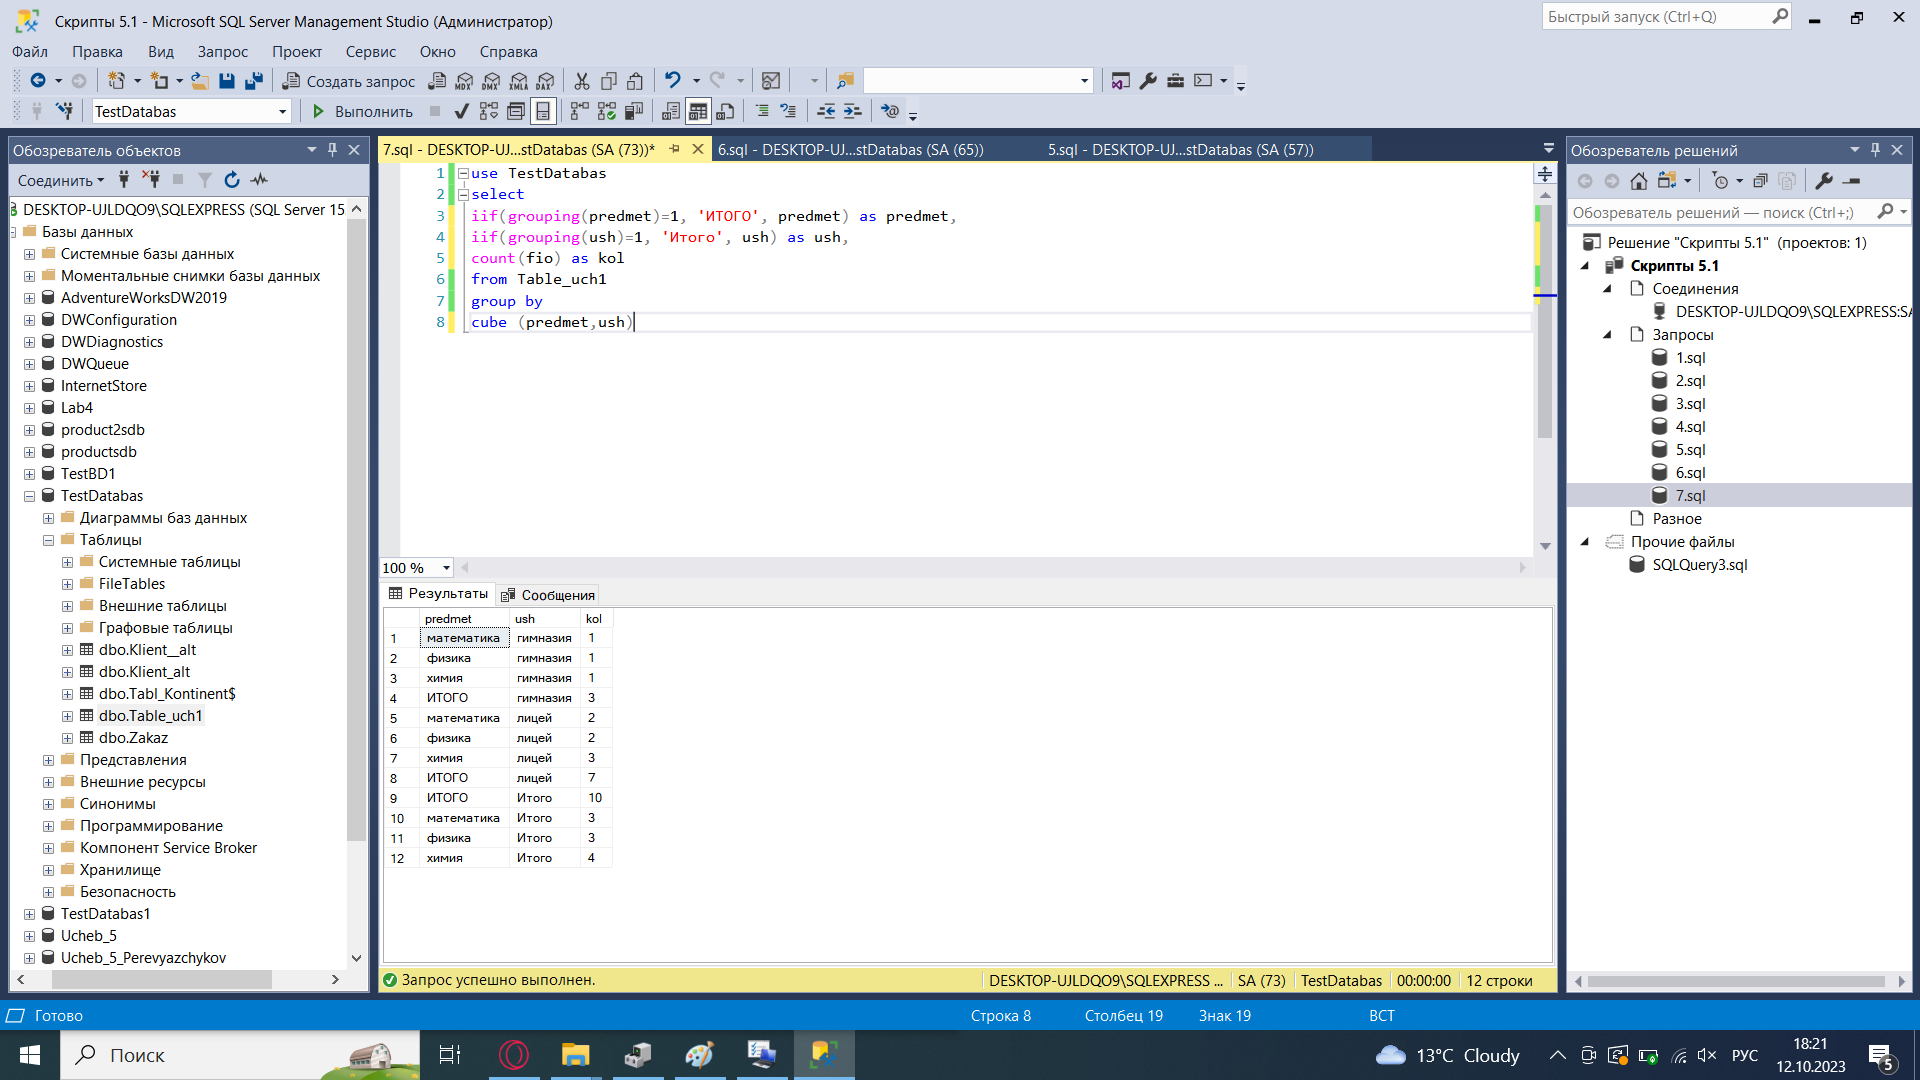 Скрипты 5.1 - Microsoft SQL Server Management Studio (Администратор)
Быстрый запуск (Ctrl+Q)
Файл Правка Вид Запрос Проект Сервис Окно Справка
Создать запрос
TestDatabas
Выполнить
Обозреватель объектов
Соединить
DESKTOP-UJLDQO9\SQLEXPRESS (SQL Server 15
Базы данных
Системные базы данных
Моментальные снимки базы данных
AdventureWorksDW2019
DWConfiguration
DWDiagnostics
DWQueue
InternetStore
Lab4
product2sdb
productsdb
TestBD1
TestDatabas
Диаграммы баз данных
Таблицы
Системные таблицы
FileTables
Внешние таблицы
Графовые таблицы
dbo.Klient__alt
dbo.Klient_alt
dbo.Tabl_Kontinent$
dbo.Table_uch1
dbo.Zakaz
Представления
Внешние ресурсы
Синонимы
Программирование
Компонент Service Broker
Хранилище
Безопасность
TestDatabas1
Ucheb_5
Ucheb_5_Perevyazchykov
7.sql - DESKTOP-UJ...stDatabas (SA (73))*
6.sql - DESKTOP-UJ...stDatabas (SA (65))
5.sql - DESKTOP-UJ...stDatabas (SA (57))
1 use TestDatabas
2 select
3 iif(grouping(predmet)=1, 'ИТОГО', predmet) as predmet,
4 iif(grouping(ush)=1, 'Итого', ush) as ush,
5 count(fio) as kol
6 from Table_uch1
7 group by
8 cube (predmet,ush)
100 %
Результаты Сообщения
predmet ush kol
1 математика гимназия 1
2 физика гимназия 1
3 химия гимназия 1
4 ИТОГО гимназия 3
5 математика лицей 2
6 физика лицей 2
7 химия лицей 3
8 ИТОГО лицей 7
9 ИТОГО Итого 10
10 математика Итого 3
11 физика Итого 3
12 химия Итого 4
Запрос успешно выполнен.
DESKTOP-UJLDQO9\SQLEXPRESS ... SA (73) TestDatabas 00:00:00 12 строки
Обозреватель решений
Обозреватель решений — поиск (Ctrl+;)
Решение "Скрипты 5.1" (проектов: 1)
Скрипты 5.1
Соединения
DESKTOP-UJLDQO9\SQLEXPRESS:SA
Запросы
1.sql
2.sql
3.sql
4.sql
5.sql
6.sql
7.sql
Разное
Прочие файлы
SQLQuery3.sql
Готово
Строка 8 Столбец 19 Знак 19 ВСТ
Поиск
13°C Cloudy
РУС
18:21
12.10.2023
5